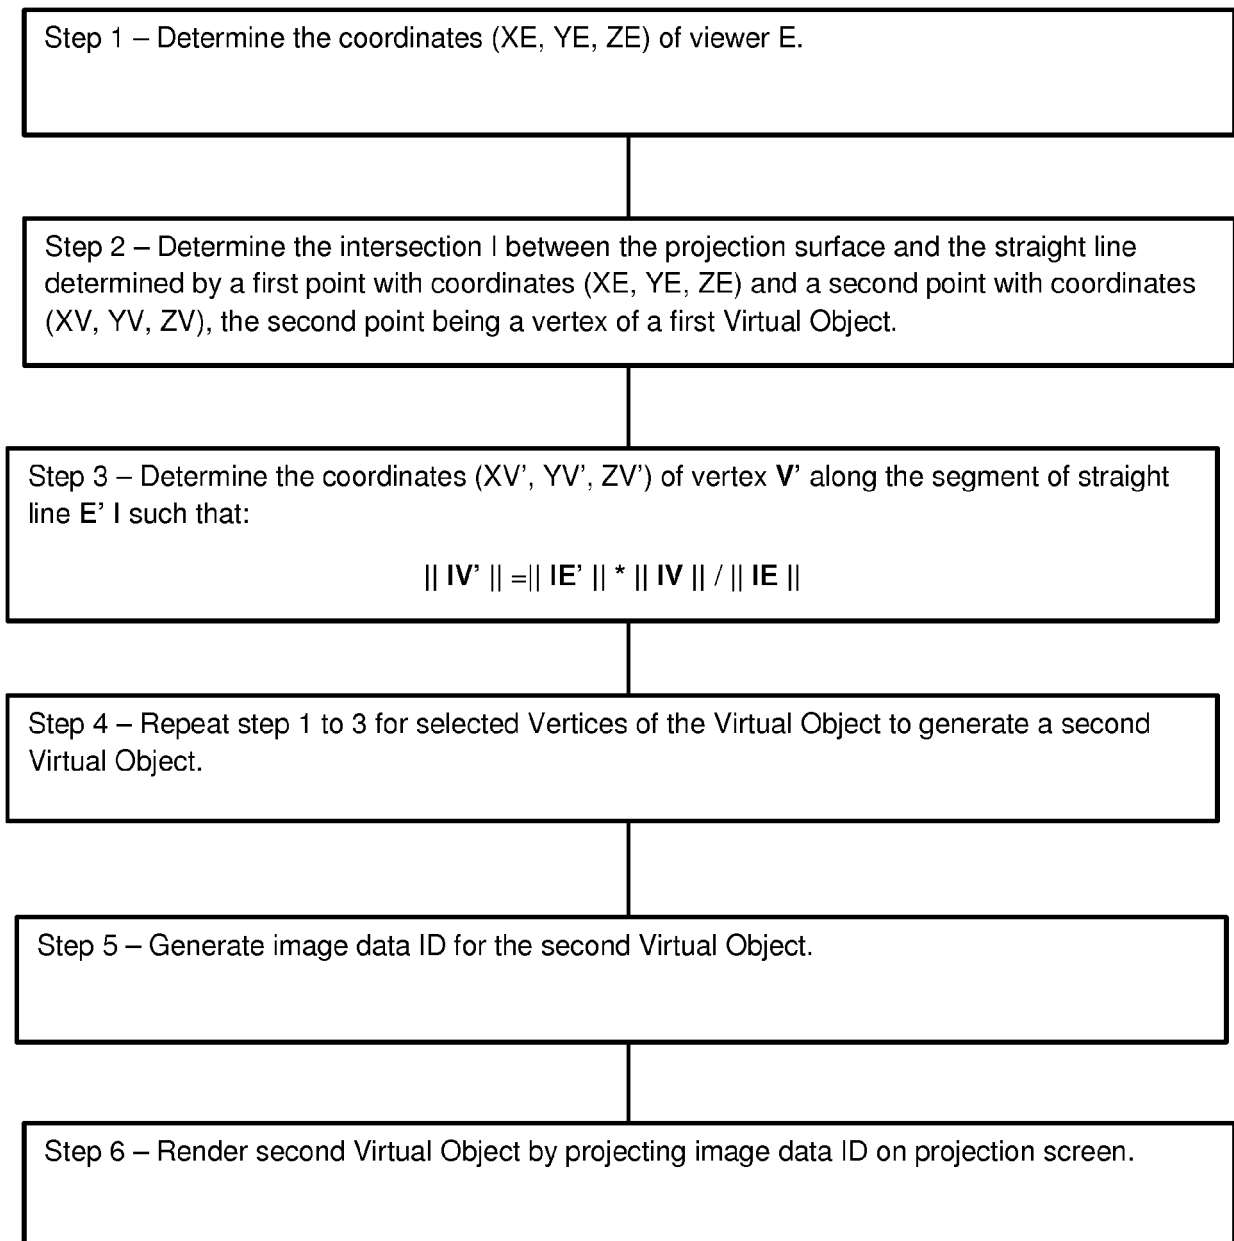 Step 1 – Determine the coordinates (XE, YE, ZE) of viewer E.
Step 2 – Determine the intersection I between the projection surface and the straight line
determined by a first point with coordinates (XE, YE, ZE) and a second point with coordinates
(XV, YV, ZV), the second point being a vertex of a first Virtual Object.
Step 3 – Determine the coordinates (XV’, YV’, ZV’) of vertex V’ along the segment of straight
line E’ I such that:
|| IV’ || =|| IE’ || * || IV || / || IE ||
Step 4 – Repeat step 1 to 3 for selected Vertices of the Virtual Object to generate a second
Virtual Object.
Step 5 – Generate image data ID for the second Virtual Object.
Step 6 – Render second Virtual Object by projecting image data ID on projection screen.